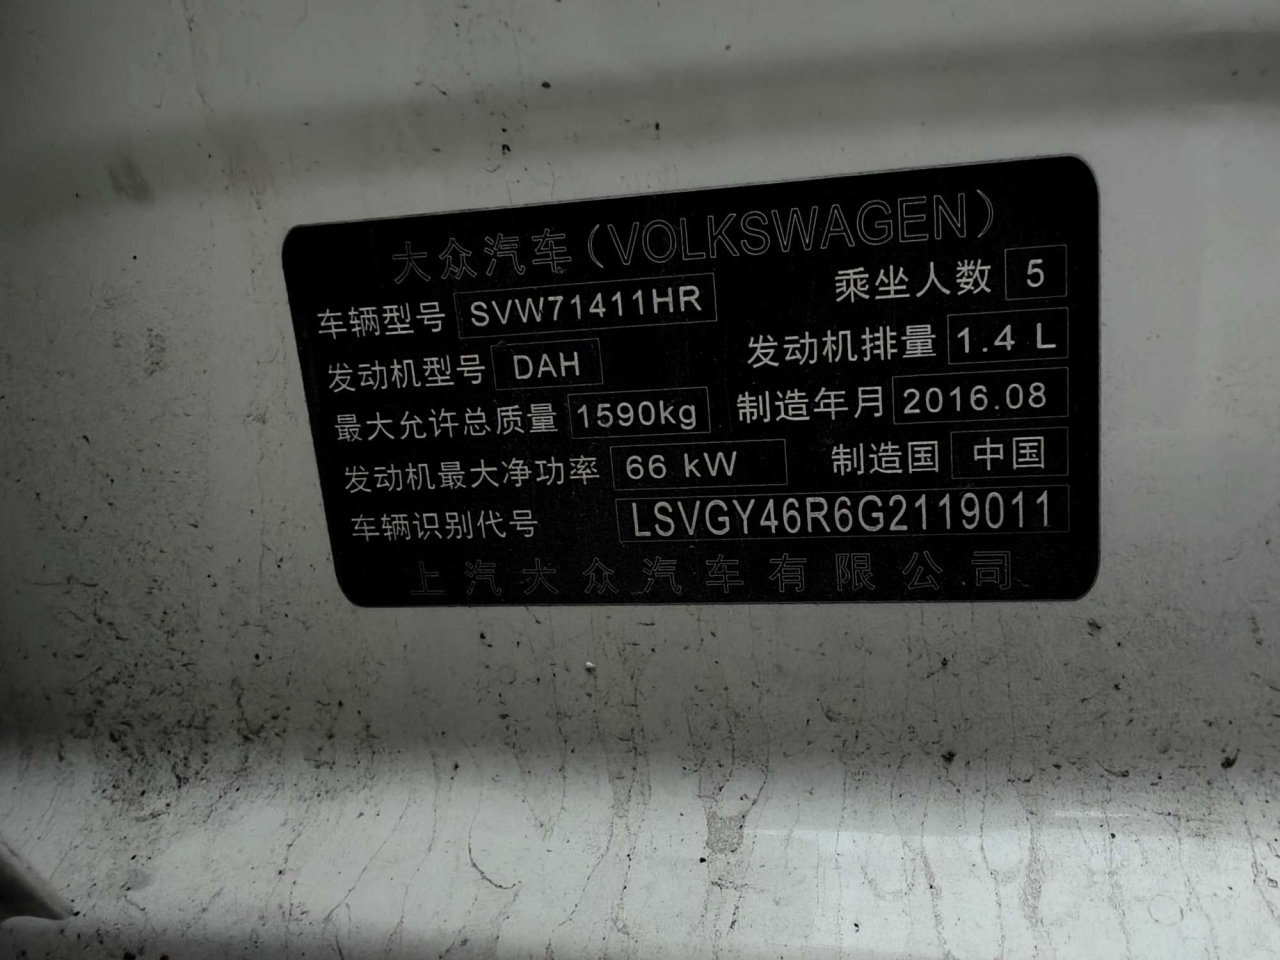 大众汽车(VOLKSWAGEN)
车辆型号 SVW71411HR 乘坐人数 5
发动机型号 DAH 发动机排量 1.4 L
最大允许总质量 1590kg 制造年月 2016.08
发动机最大净功率 66 kW 制造国 中国
车辆识别代号 LSVGY46R6G2119011
上汽大众汽车有限公司